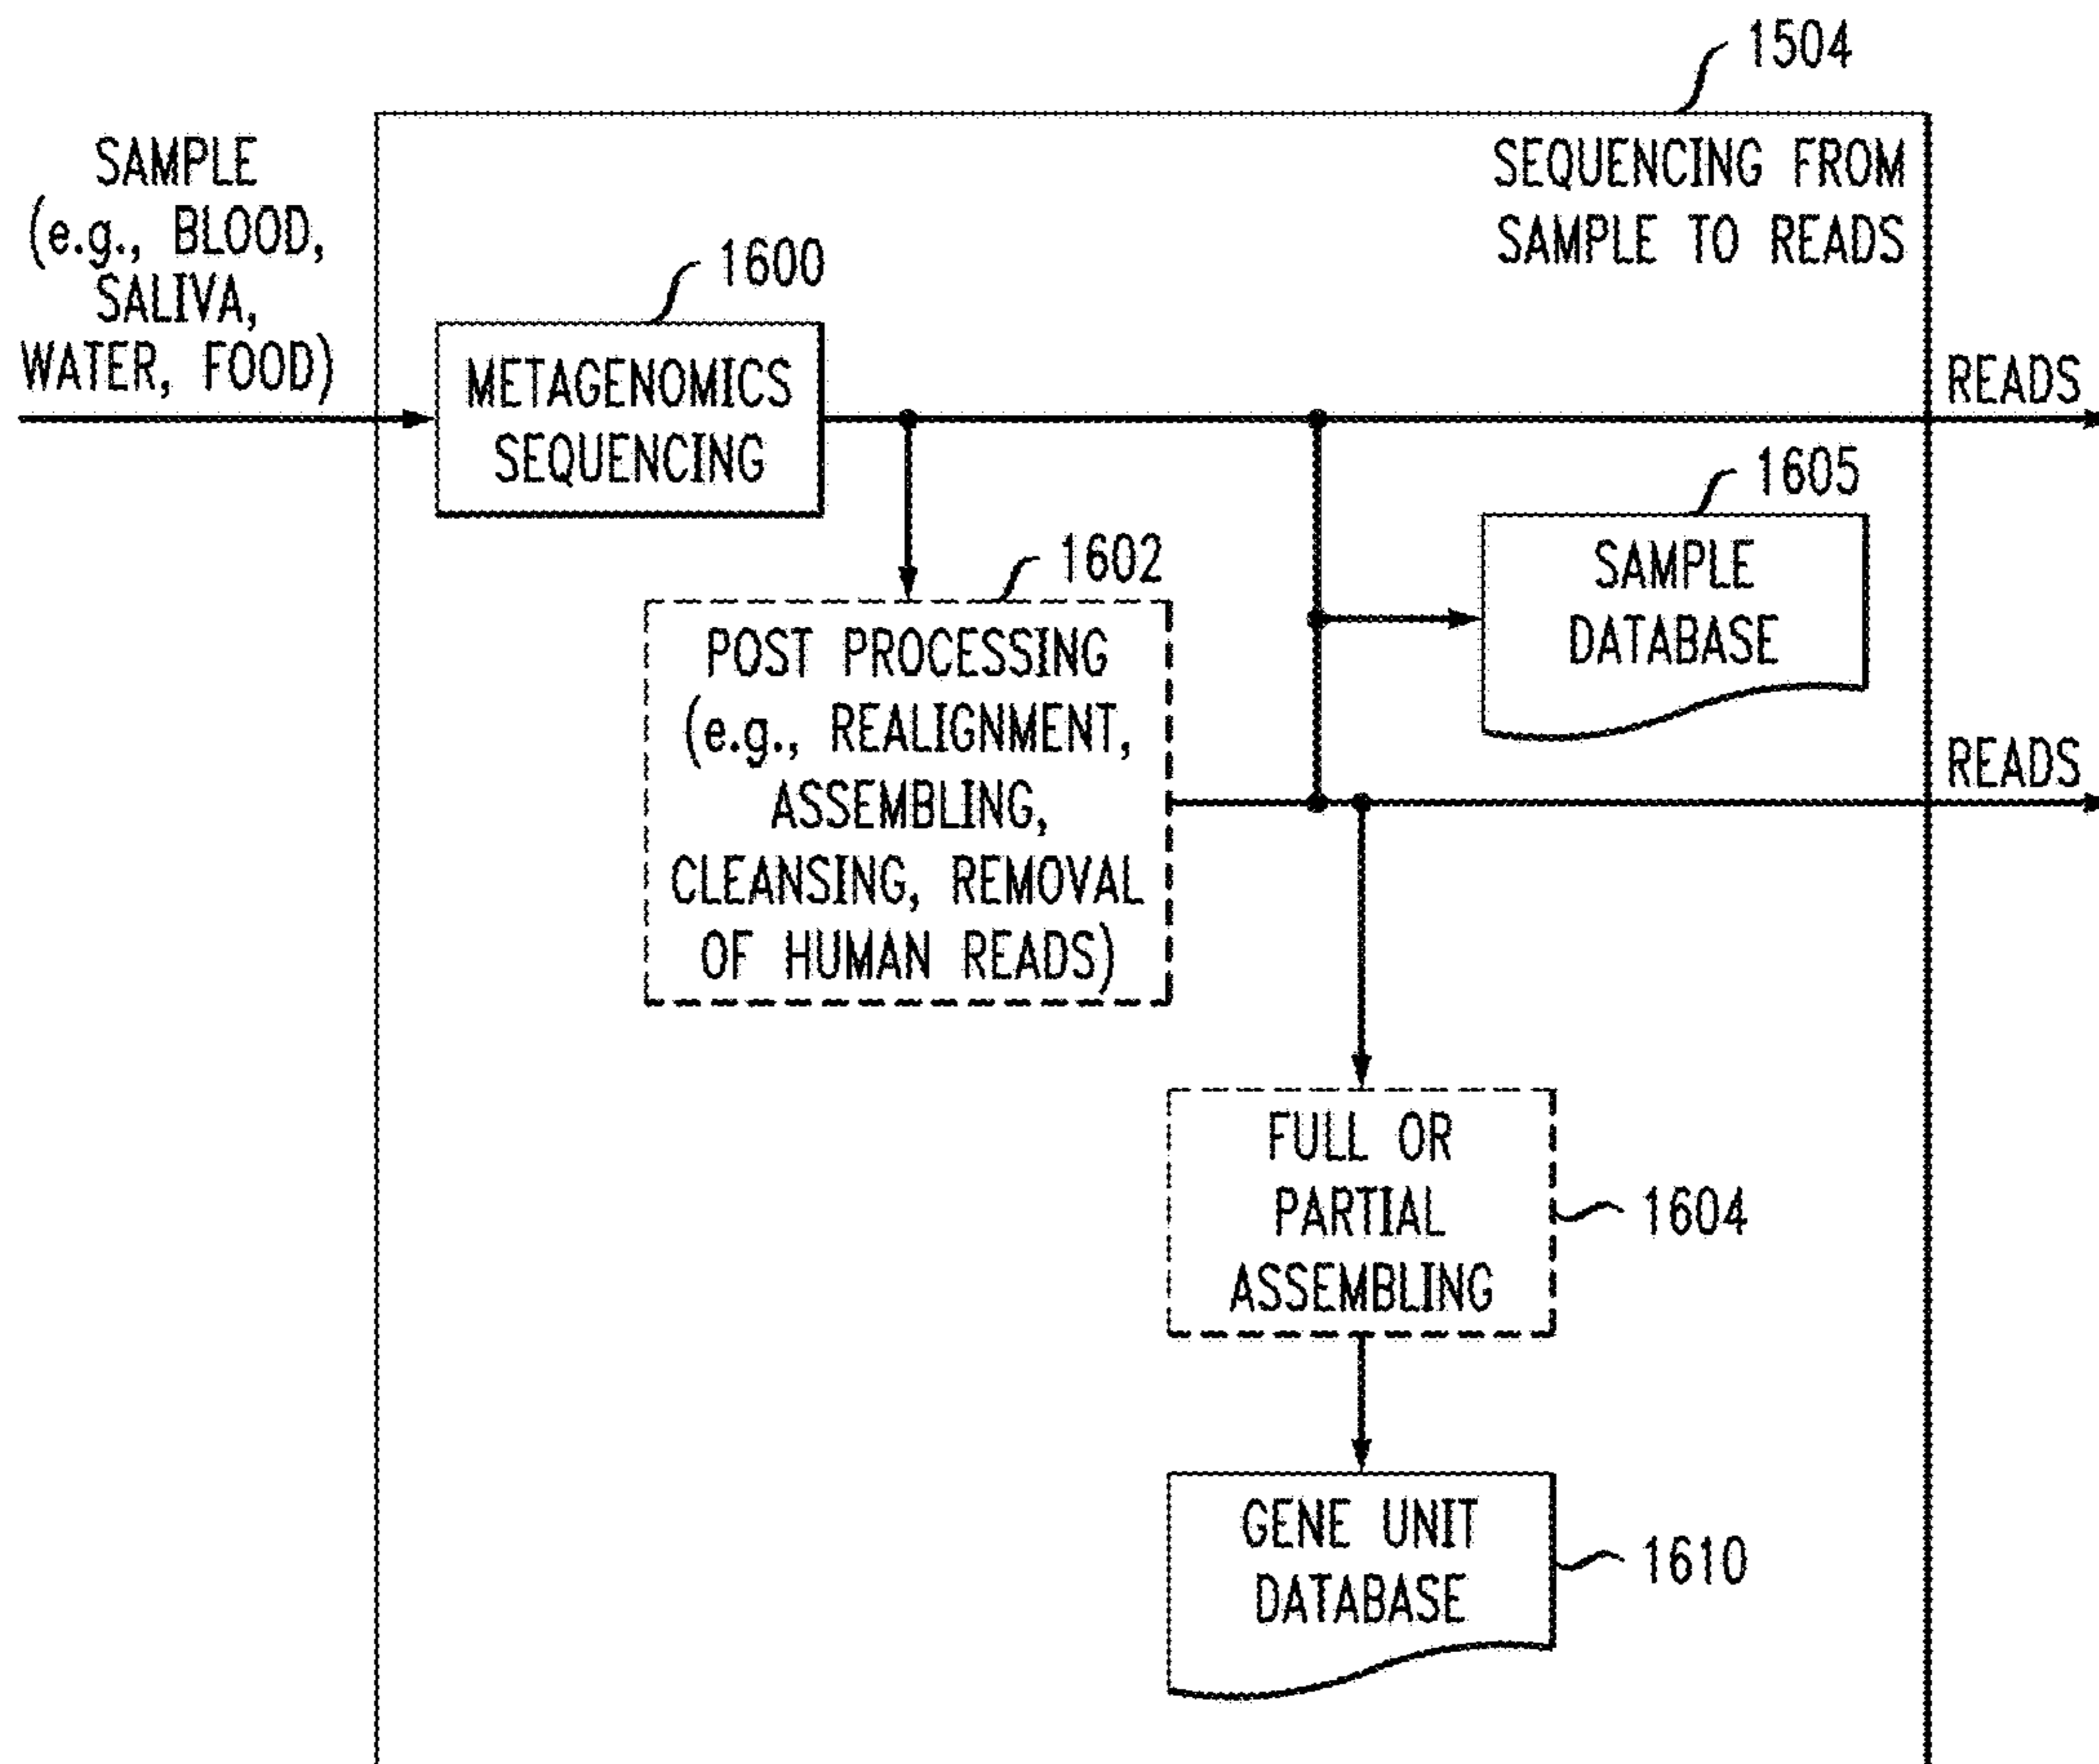 1504
SAMPLE
(e.g., BLOOD,
SALIVA,
WATER, FOOD)
SEQUENCING FROM
SAMPLE TO READS
1600
METAGENOMICS
SEQUENCING
READS
1605
SAMPLE
DATABASE
1602
POST PROCESSING
(e.g., REALIGNMENT,
ASSEMBLING,
CLEANSING, REMOVAL
OF HUMAN READS)
READS
FULL OR
PARTIAL
ASSEMBLING
1604
GENE UNIT
DATABASE
1610